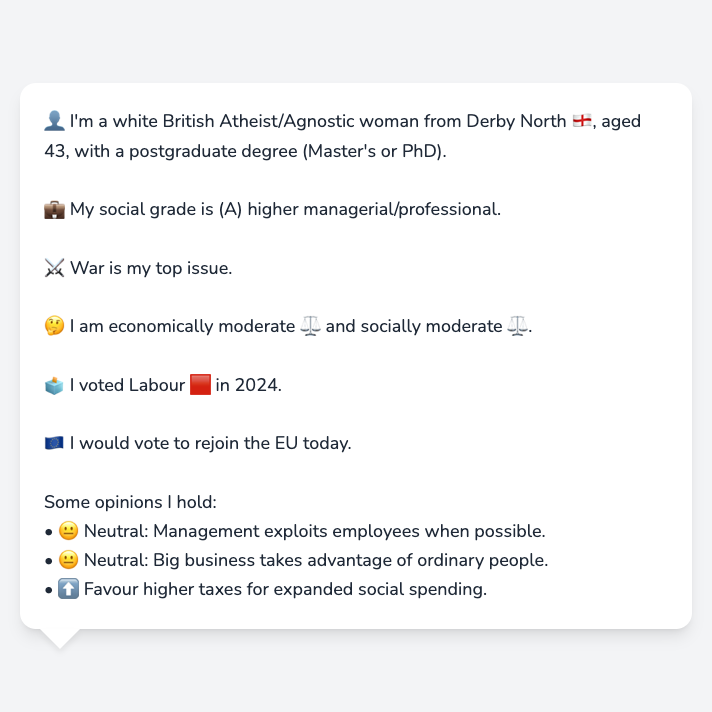 👤 I'm a white British Atheist/Agnostic woman from Derby North 🏴󠁧󠁢󠁥󠁮󠁧󠁿, aged
43, with a postgraduate degree (Master's or PhD).
💼 My social grade is (A) higher managerial/professional.
⚔️ War is my top issue.
🤔 I am economically moderate ⚖️ and socially moderate ⚖️.
🗳️ I voted Labour 🟥 in 2024.
🇪🇺 I would vote to rejoin the EU today.
Some opinions I hold:
• 😐 Neutral: Management exploits employees when possible.
• 😐 Neutral: Big business takes advantage of ordinary people.
• ⬆️ Favour higher taxes for expanded social spending.